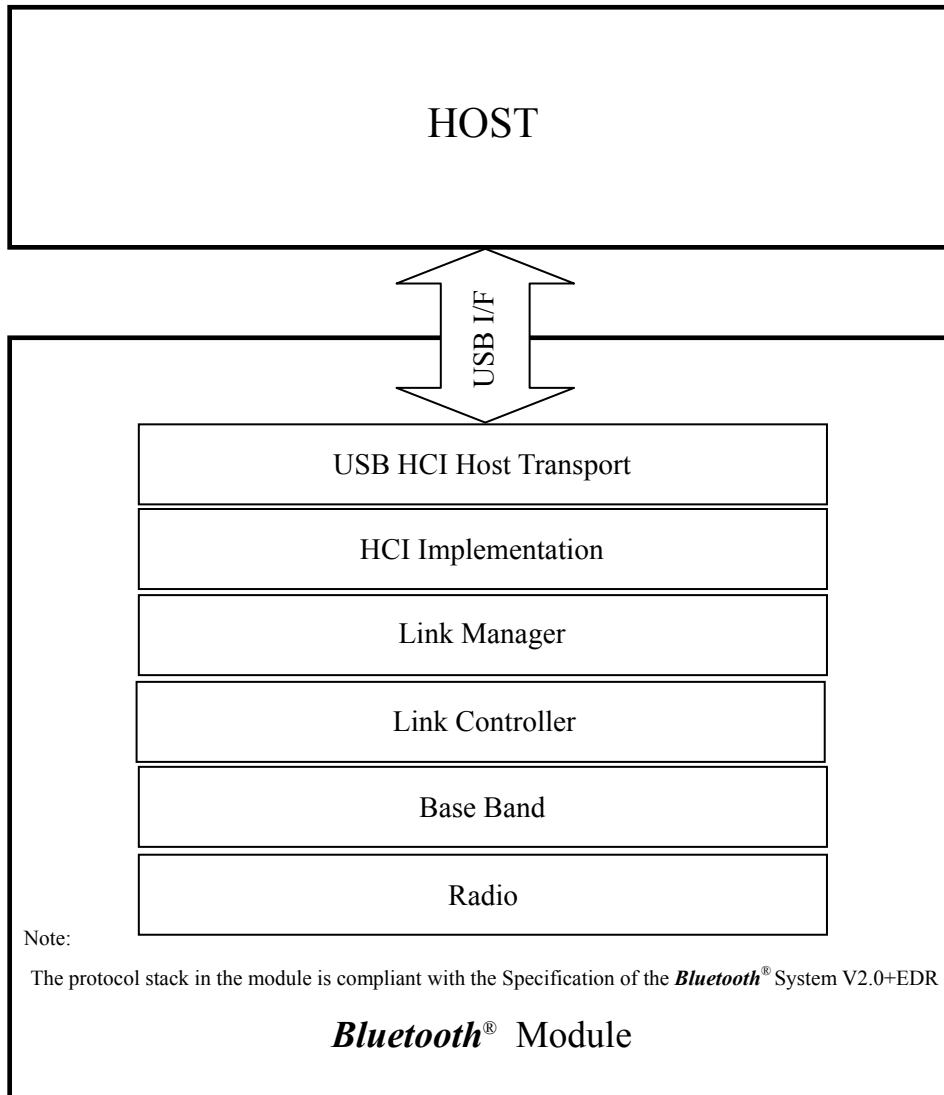 HOST
USB I/F
USB HCI Host Transport
HCI Implementation
Link Manager
Link Controller
Base Band
Radio
Note:
The protocol stack in the module is compliant with the Specification of the Bluetooth® System V2.0+EDR
Bluetooth® Module